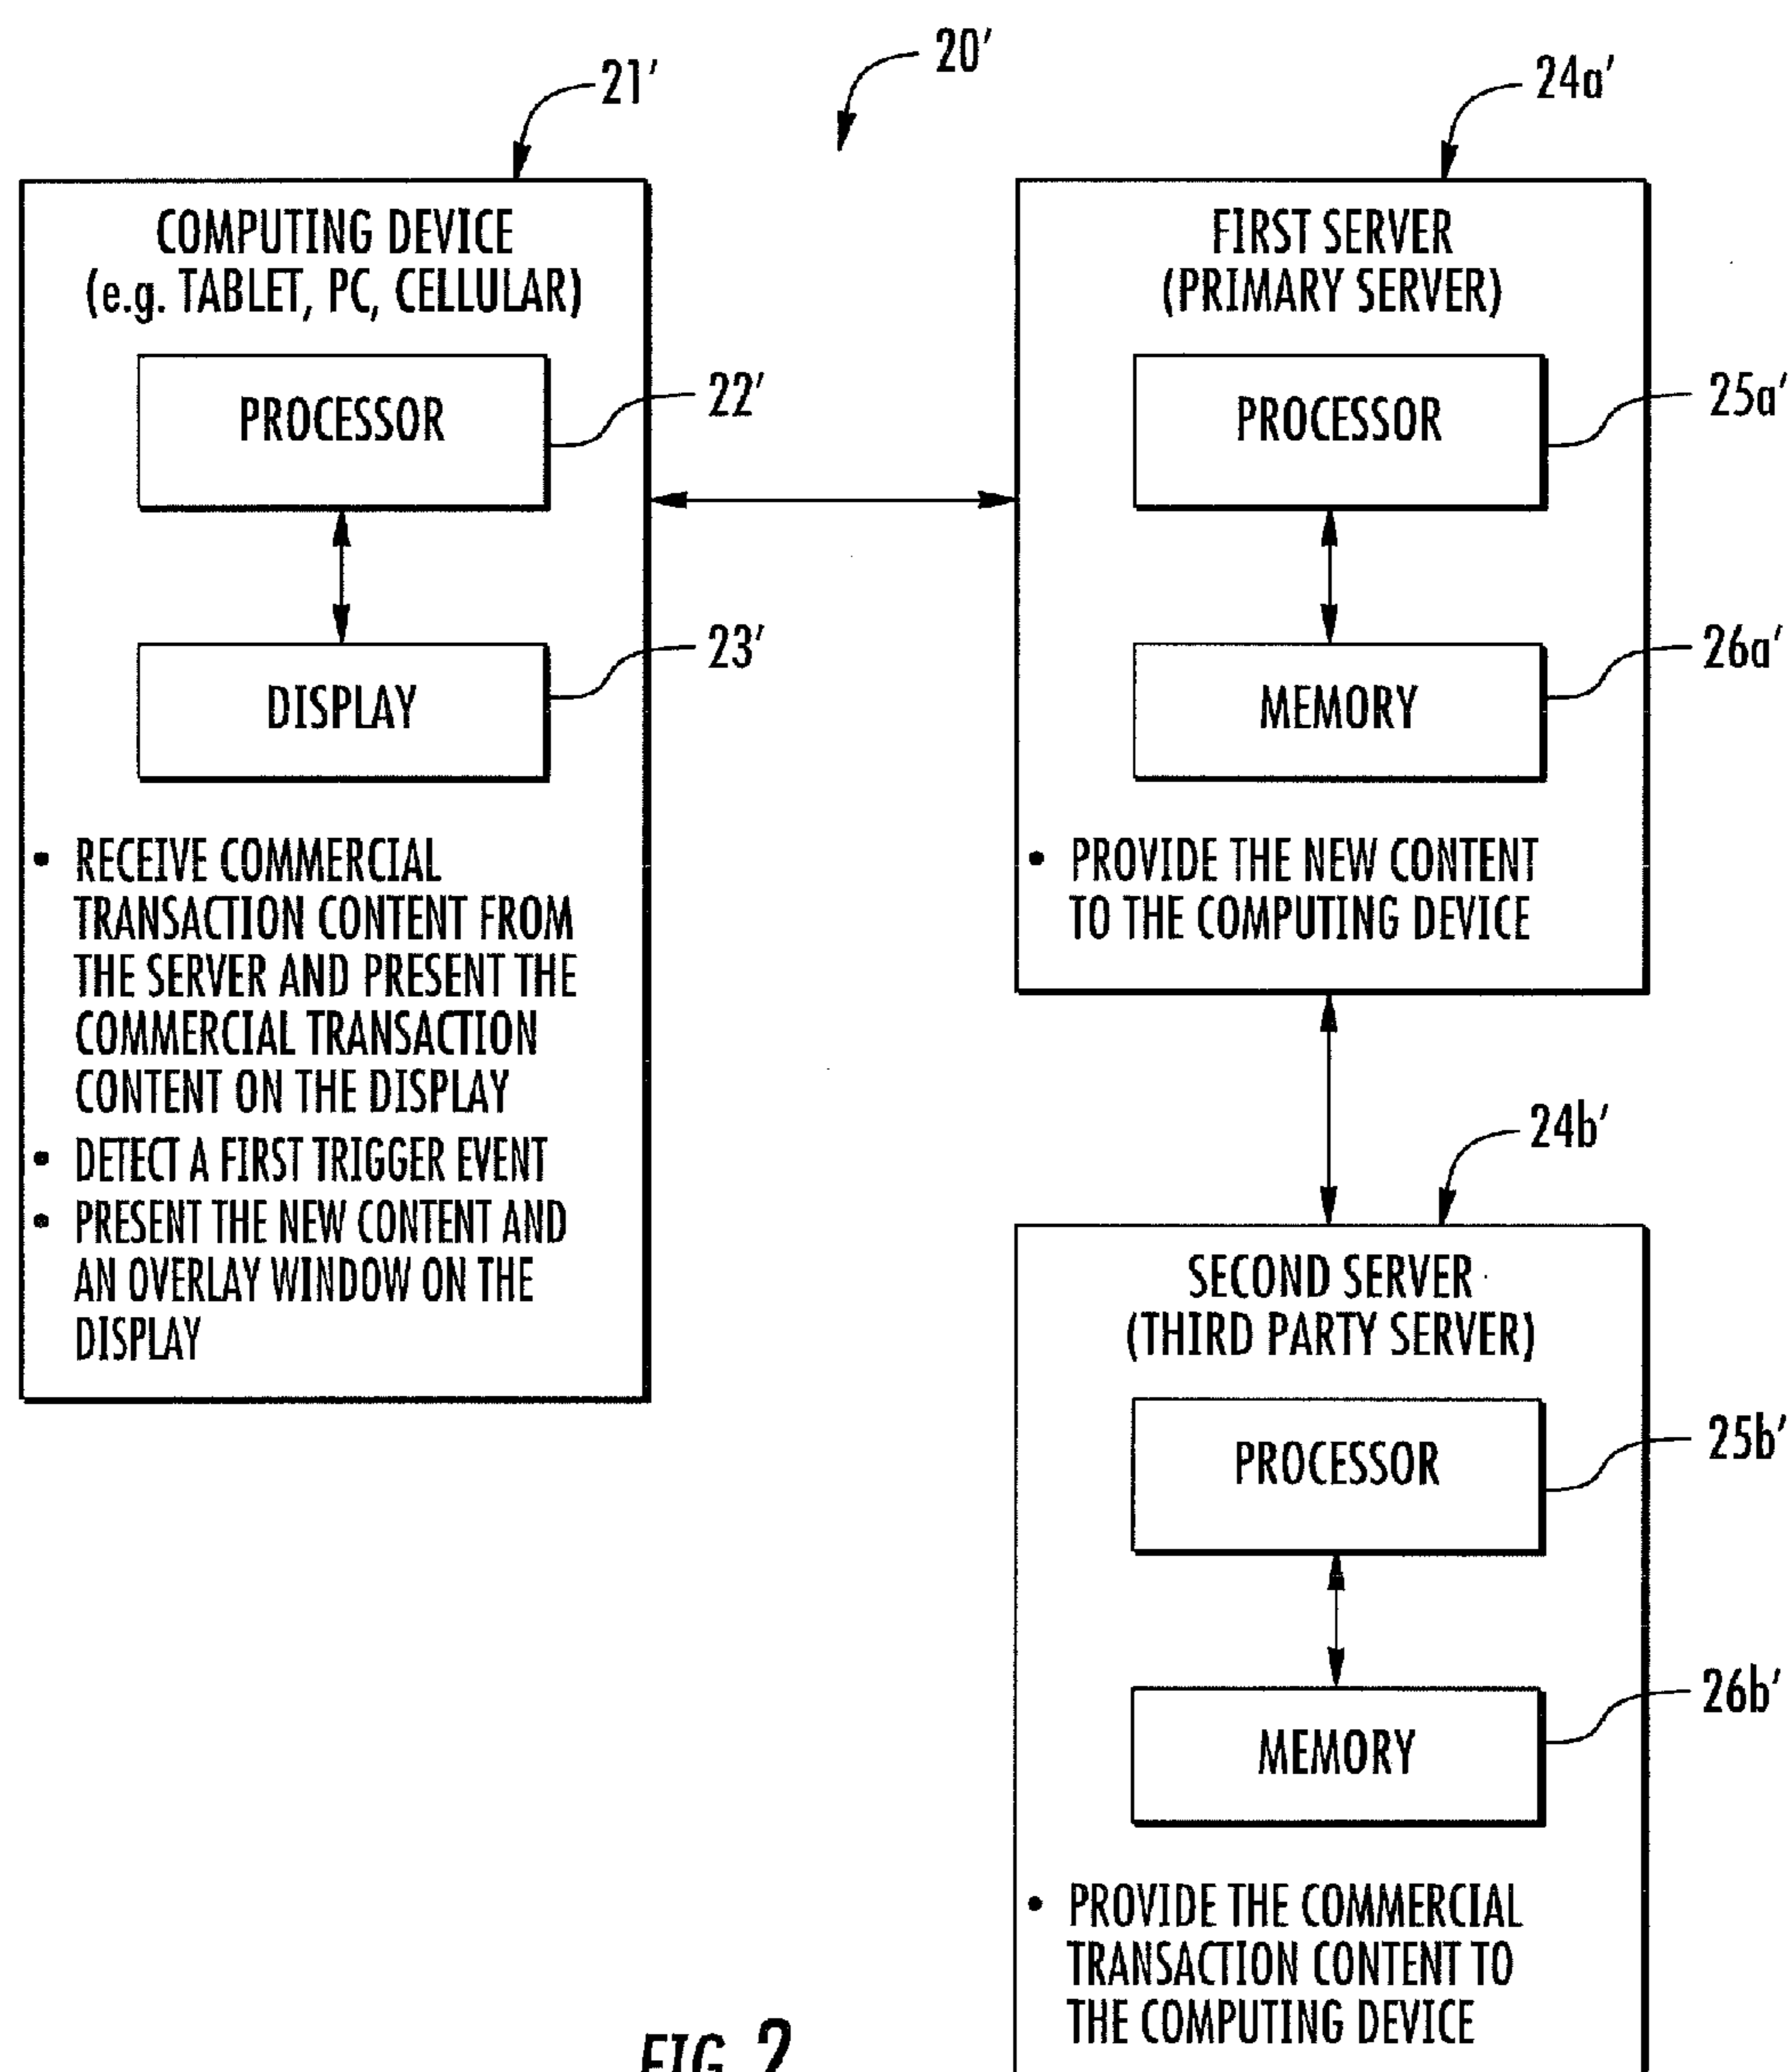 20'
21'
COMPUTING DEVICE
(e.g. TABLET, PC, CELLULAR)
PROCESSOR
22'
DISPLAY
23'
• RECEIVE COMMERCIAL
TRANSACTION CONTENT FROM
THE SERVER AND PRESENT THE
COMMERCIAL TRANSACTION
CONTENT ON THE DISPLAY
• DETECT A FIRST TRIGGER EVENT
• PRESENT THE NEW CONTENT AND
AN OVERLAY WINDOW ON THE
DISPLAY
24a'
FIRST SERVER
(PRIMARY SERVER)
PROCESSOR
25a'
MEMORY
26a'
• PROVIDE THE NEW CONTENT
TO THE COMPUTING DEVICE
24b'
SECOND SERVER
(THIRD PARTY SERVER)
PROCESSOR
25b'
MEMORY
26b'
• PROVIDE THE COMMERCIAL
TRANSACTION CONTENT TO
THE COMPUTING DEVICE
FIG. 2